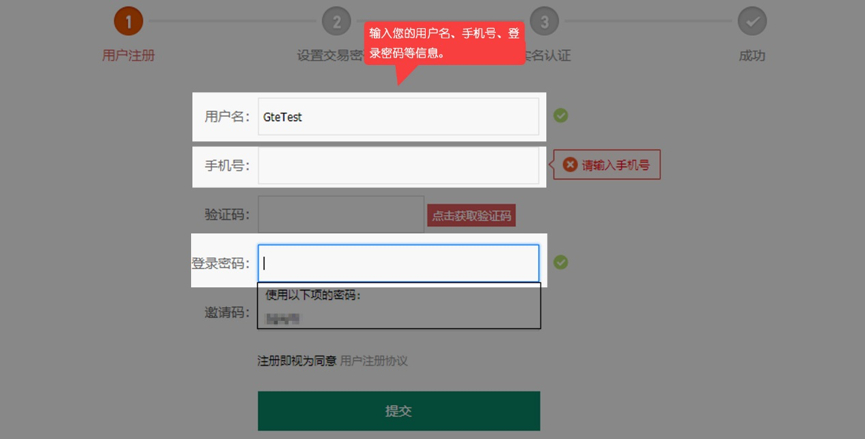 1
2
3
用户注册
设置交易密
实名认证
成功
输入您的用户名、手机号、登
录密码等信息。
用户名：
GteTest
手机号：
请输入手机号
验证码：
点击获取验证码
登录密码：
使用以下项的密码：
邀请码：
注册即视为同意 用户注册协议
提交